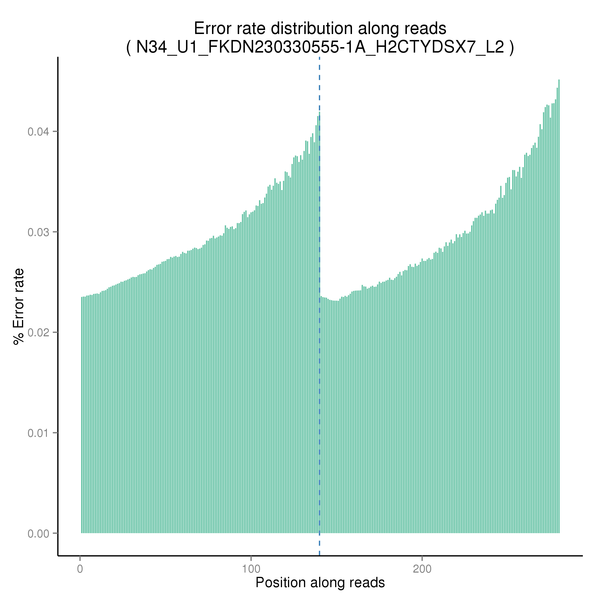 Error rate distribution along reads
( N34_U1_FKDN230330555-1A_H2CTYDSX7_L2 )
% Error rate
0.04
0.03
0.02
0.01
0.00
0
100
200
Position along reads